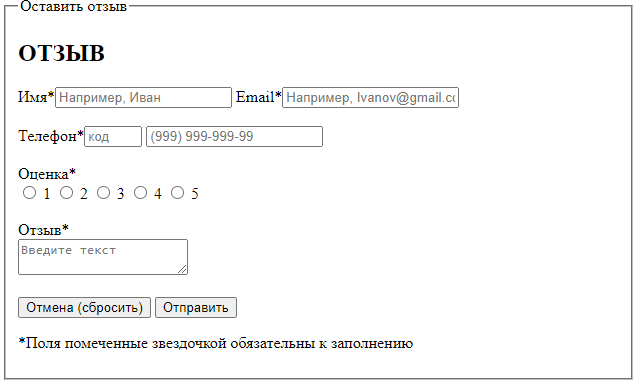 Оставить отзыв
ОТЗЫВ
Имя* Например, Иван Email* Например, Ivanov@gmail.cc
Телефон* код (999) 999-999-99
Оценка*
1 2 3 4 5
Отзыв*
Введите текст
Отмена (сбросить) Отправить
*Поля помеченные звездочкой обязательны к заполнению